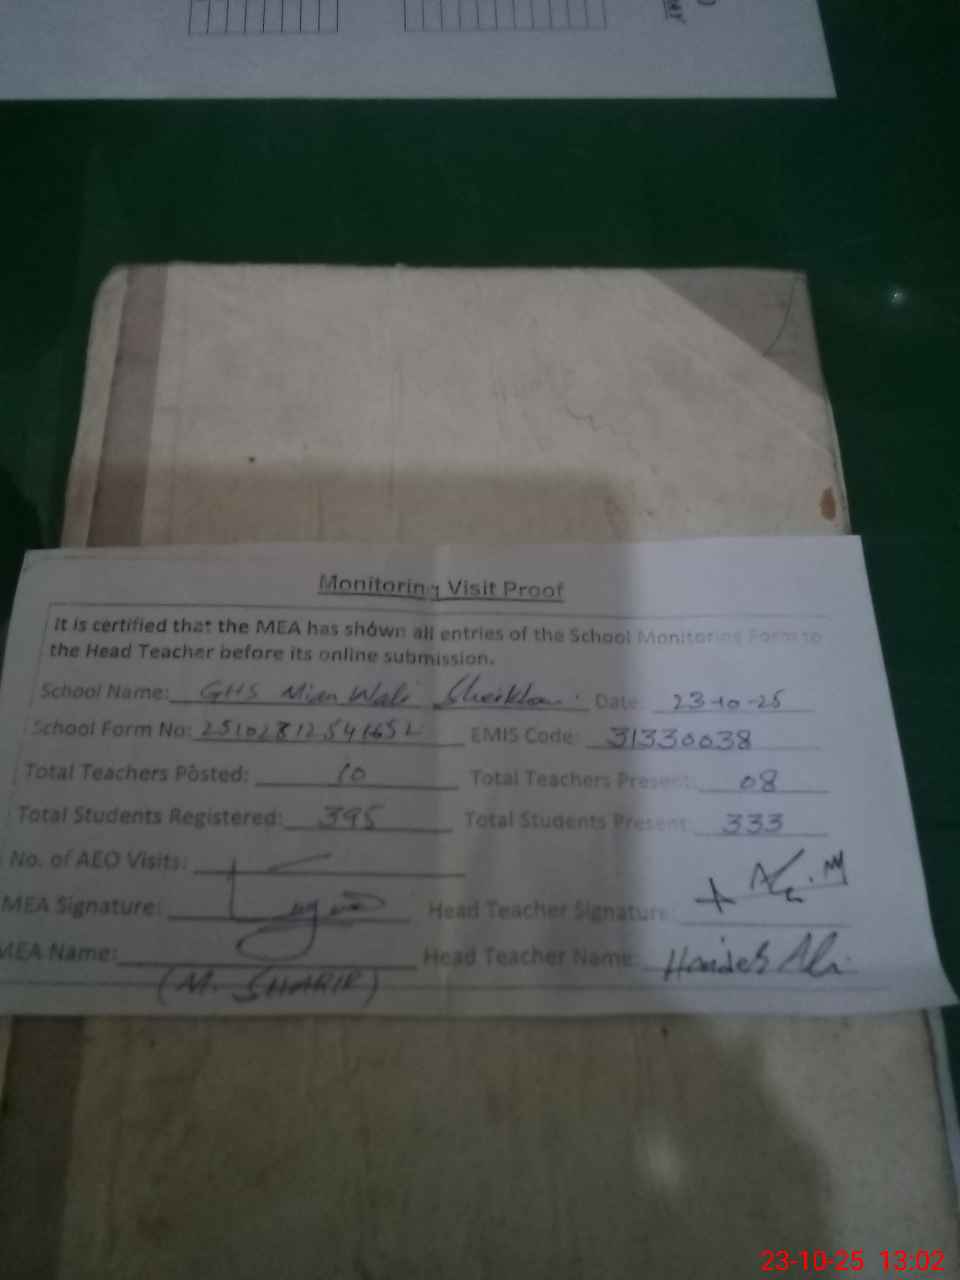 Monitoring Visit Proof
It is certified that the MEA has shown all entries of the School Monitoring Form to
the Head Teacher before its online submission.
School Name: GHS Mian Wali Date: 23-10-25
School Form No: EMIS Code: 31330038
Total Teachers Posted: 10 Total Teachers Present: 08
Total Students Registered: 395 Total Students Present: 333
No. of AEO Visits:
MEA Signature: Head Teacher Signature:
MEA Name: Head Teacher Name: Ali
23-10-25 13:02